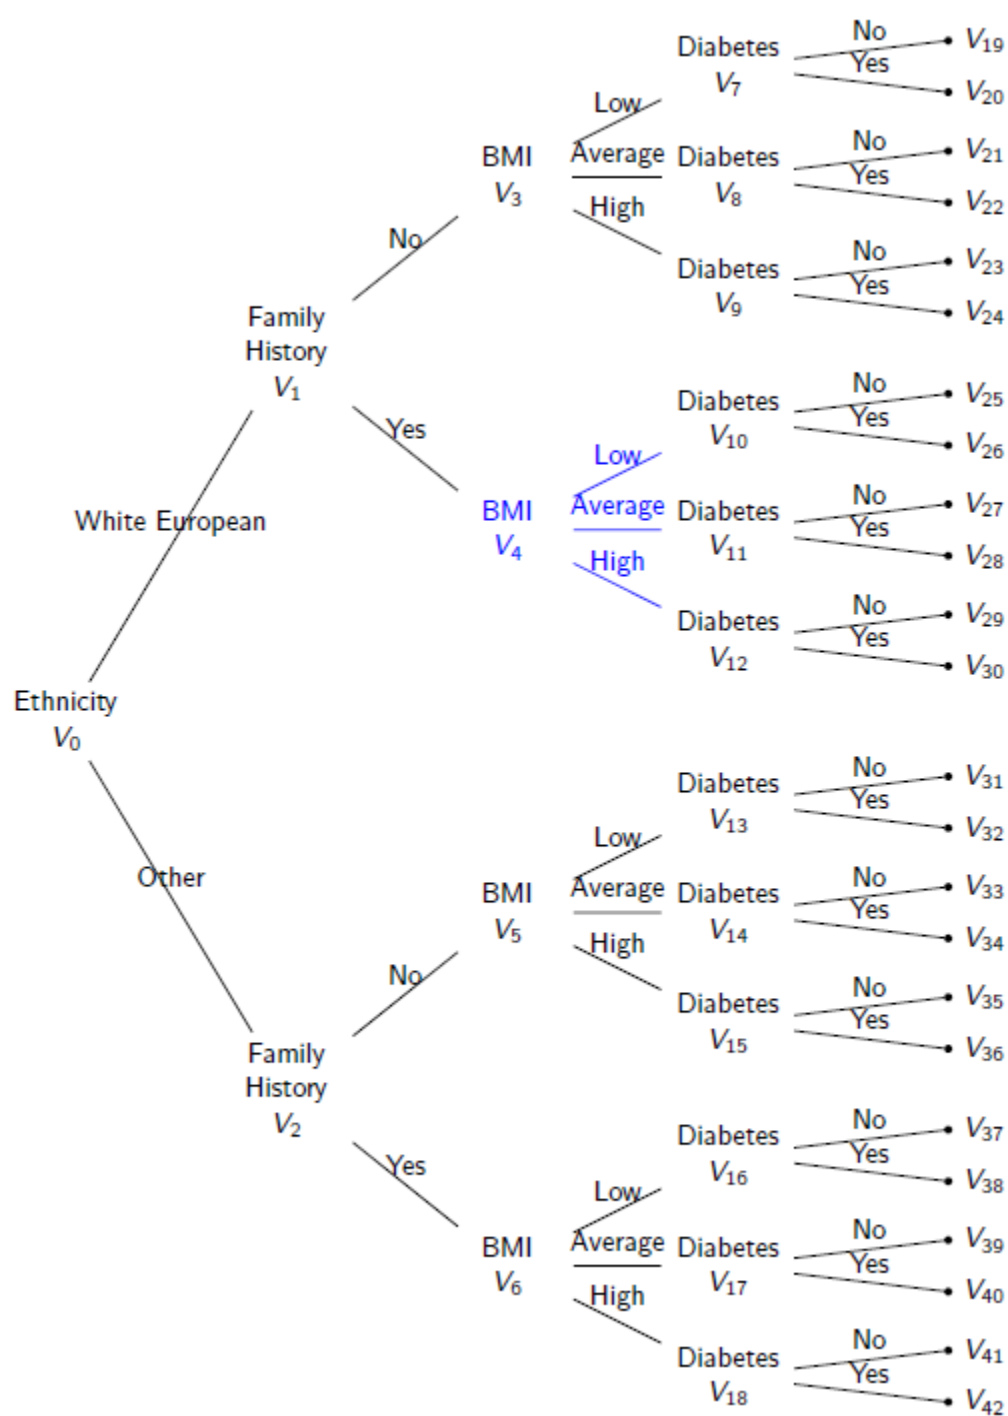 No
Diabetes
V19
Yes
V7
V20
Low
No
BMI
Average
Diabetes
V21
Yes
V3
V8
V22
High
No
No
Diabetes
V23
Yes
V9
V24
Family
History
V1
No
Diabetes
V25
Yes
Yes
V10
V26
Low
No
BMI
Average
Diabetes
V27
White European
Yes
V4
V11
V28
High
No
Diabetes
V29
Yes
V12
V30
Ethnicity
V0
No
Diabetes
V31
Yes
V13
V32
Low
Other
No
BMI
Average
Diabetes
V33
Yes
V5
V14
V34
High
No
No
Diabetes
V35
Yes
V15
V36
Family
History
V2
No
Diabetes
V37
Yes
Yes
V16
V38
Low
No
BMI
Average
Diabetes
V39
Yes
V6
V17
V40
High
No
Diabetes
V41
Yes
V18
V42